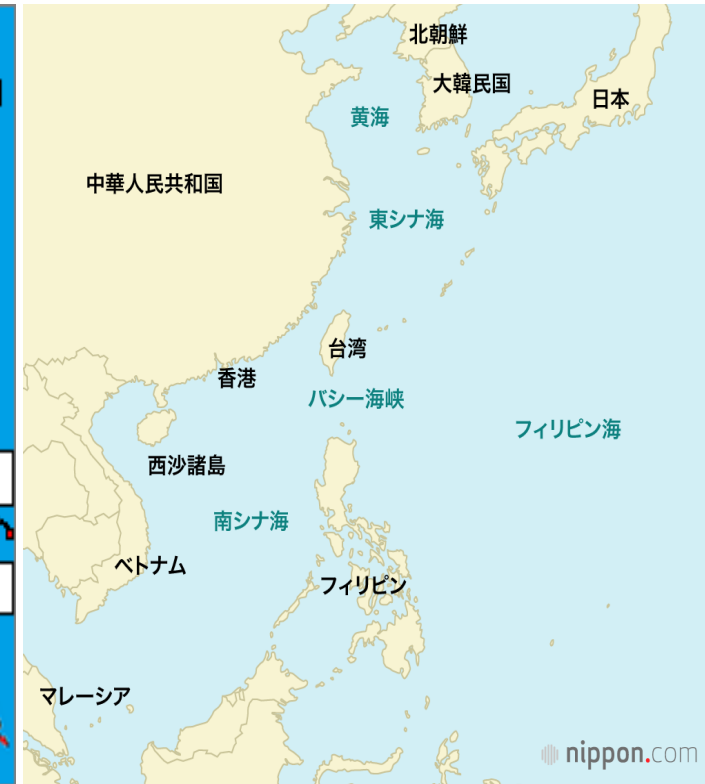 北朝鮮
大韓民国
日本
黄海
中華人民共和国
東シナ海
台湾
香港
バシー海峡
フィリピン海
西沙諸島
南シナ海
ベトナム
フィリピン
マレーシア
nippon.com